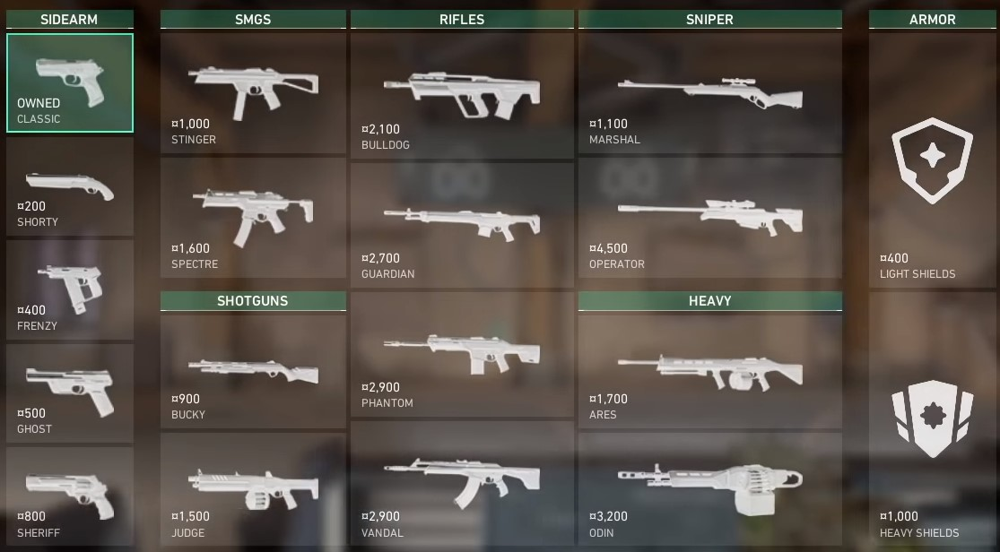 SIDEARM
OWNED
CLASSIC
¤200
SHORTY
¤400
FRENZY
¤500
GHOST
¤800
SHERIFF
SMGS
¤1,000
STINGER
¤1,600
SPECTRE
SHOTGUNS
¤900
BUCKY
¤1,500
JUDGE
RIFLES
¤2,100
BULLDOG
¤2,700
GUARDIAN
¤2,900
PHANTOM
¤2,900
VANDAL
SNIPER
¤1,100
MARSHAL
¤4,500
OPERATOR
HEAVY
¤1,700
ARES
¤3,200
ODIN
ARMOR
¤400
LIGHT SHIELDS
¤1,000
HEAVY SHIELDS